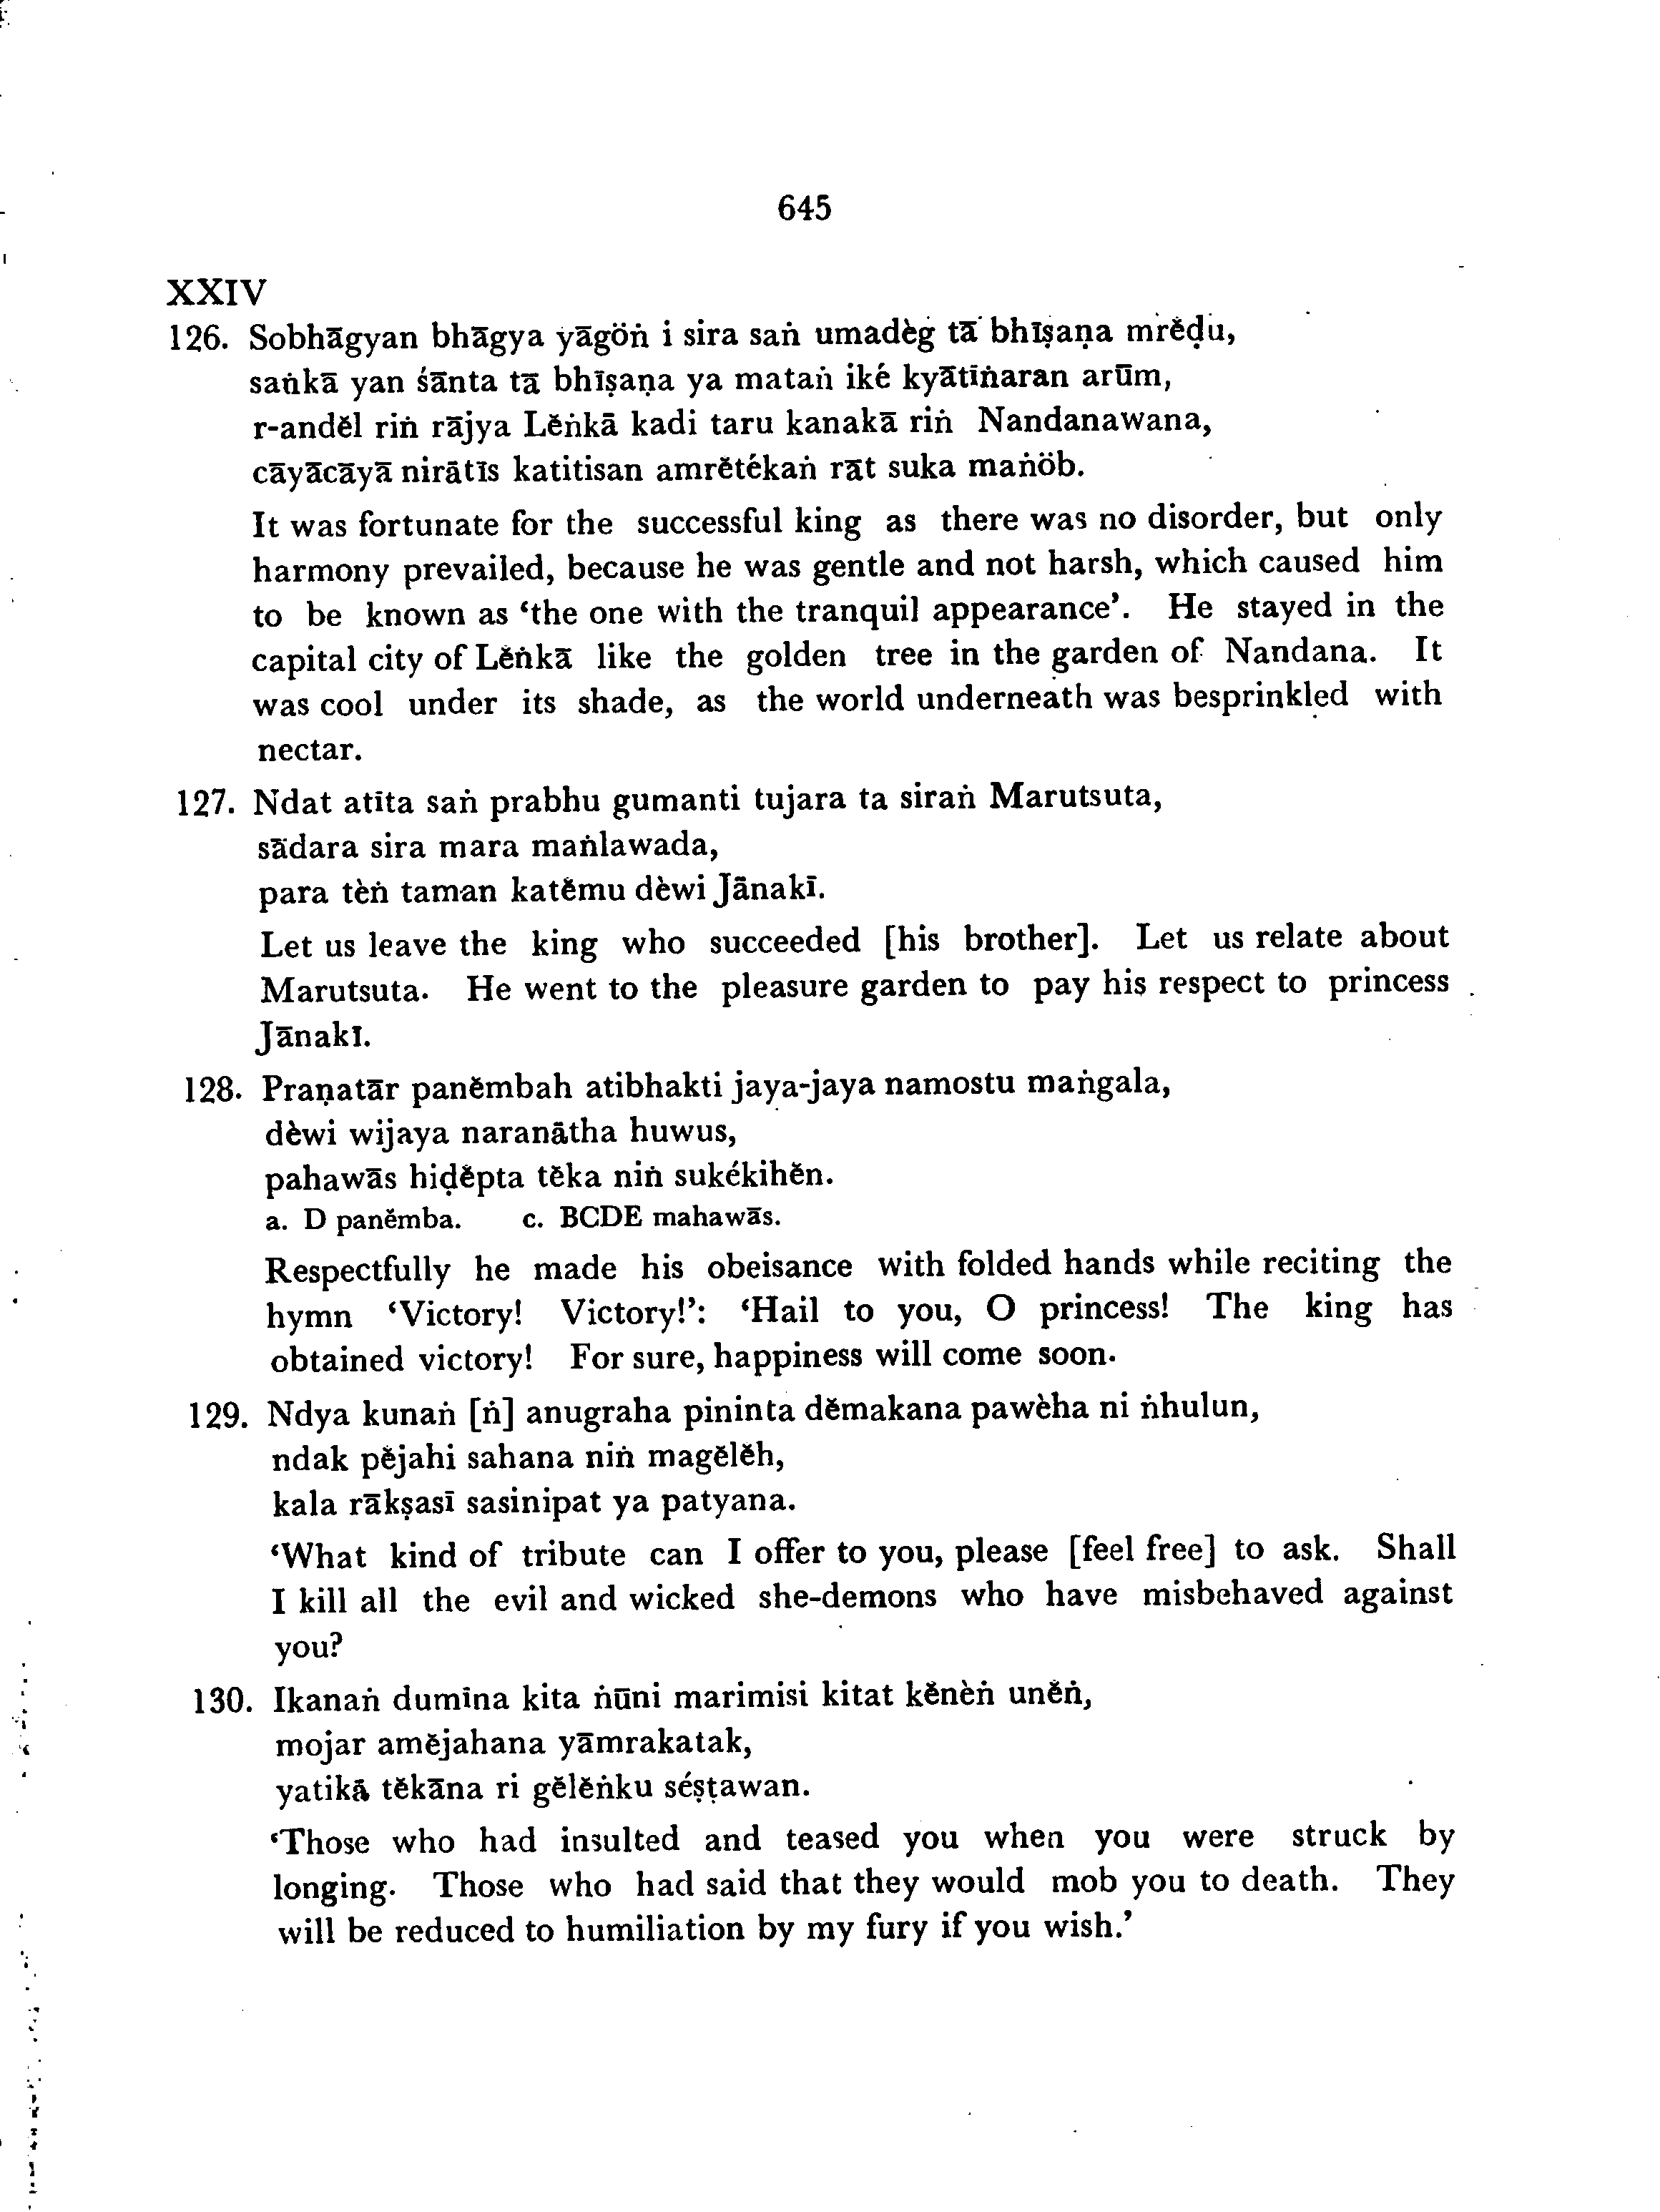 645
XXIV
126. Sobhāgyan bhāgya yāgöṅ i sira saṅ umadèg tā bhīṣaṇa mrĕḍu,
saṅkā yan śānta tā bhīṣaṇa ya mataṅ iké kyātiṅaran arūm,
r-andĕl riṅ rājya Lĕṅkā kadi taru kanakā riṅ Nandanawana,
cāyācāyā nirātīs katitisan amrĕtékaṅ rāt suka maṅöb.
It was fortunate for the successful king as there was no disorder, but only
harmony prevailed, because he was gentle and not harsh, which caused him
to be known as ‘the one with the tranquil appearance’. He stayed in the
capital city of Lĕṅkā like the golden tree in the garden of Nandana. It
was cool under its shade, as the world underneath was besprinkled with
nectar.
127. Ndat atīta saṅ prabhu gumanti tujara ta siraṅ Marutsuta,
sādara sira mara maṅlawada,
para tèṅ taman katĕmu dèwi Jānakī.
Let us leave the king who succeeded [his brother]. Let us relate about
Marutsuta. He went to the pleasure garden to pay his respect to princess
Jānakī.
128. Praṇatār panĕmbah atibhakti jaya-jaya namostu maṅgala,
dèwi wijaya naranātha huwus,
pahawās hiḍĕpta tĕka niṅ sukékihĕn.
a. D panĕmba. c. BCDE mahawās.
Respectfully he made his obeisance with folded hands while reciting the
hymn ‘Victory! Victory!’: ‘Hail to you, O princess! The king has
obtained victory! For sure, happiness will come soon.
129. Ndya kunaṅ [ṅ] anugraha pininta dĕmakana pawèha ni ṅhulun,
ndak pĕjahi sahana niṅ magĕlĕh,
kala rākṣasī sasinipat ya patyana.
‘What kind of tribute can I offer to you, please [feel free] to ask. Shall
I kill all the evil and wicked she-demons who have misbehaved against
you?
130. Ikanaṅ dumīna kita ṅūni marimisi kitat kĕnèṅ unĕṅ,
mojar amĕjahana yāmrakatak,
yatikā tĕkāna ri gĕlĕṅku séṣṭawan.
‘Those who had insulted and teased you when you were struck by
longing. Those who had said that they would mob you to death. They
will be reduced to humiliation by my fury if you wish.’